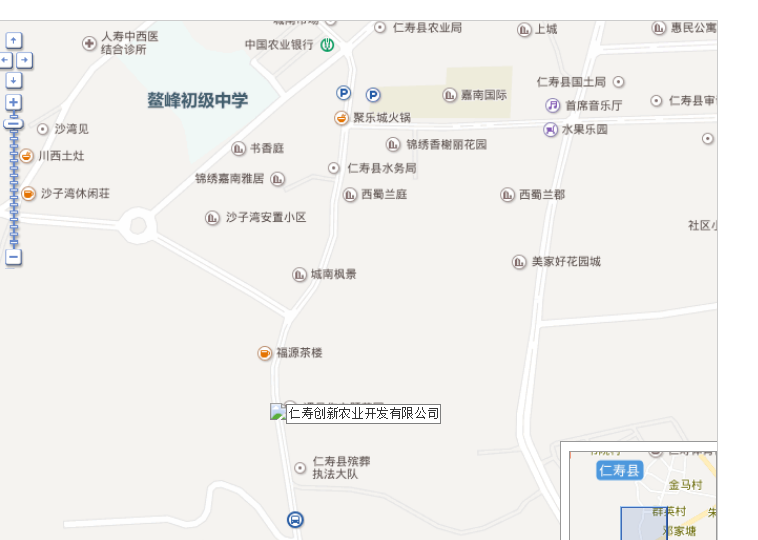 仁寿县农业局
上城
惠民公寓
人寿中西医
结合诊所
中国农业银行
仁寿县国土局
鳌峰初级中学
嘉南国际
首席音乐厅
仁寿县审
聚乐城火锅
沙湾见
水果乐园
书香庭
锦绣香榭丽花园
川西土灶
仁寿县水务局
锦绣嘉南雅居
沙子湾休闲荘
西蜀兰庭
西蜀兰郡
沙子湾安置小区
社区
美家好花园城
城南枫景
福源茶楼
仁寿创新农业开发有限公司
仁寿县殡葬
执法大队
仁寿县
金马村
群英村
邓家塘